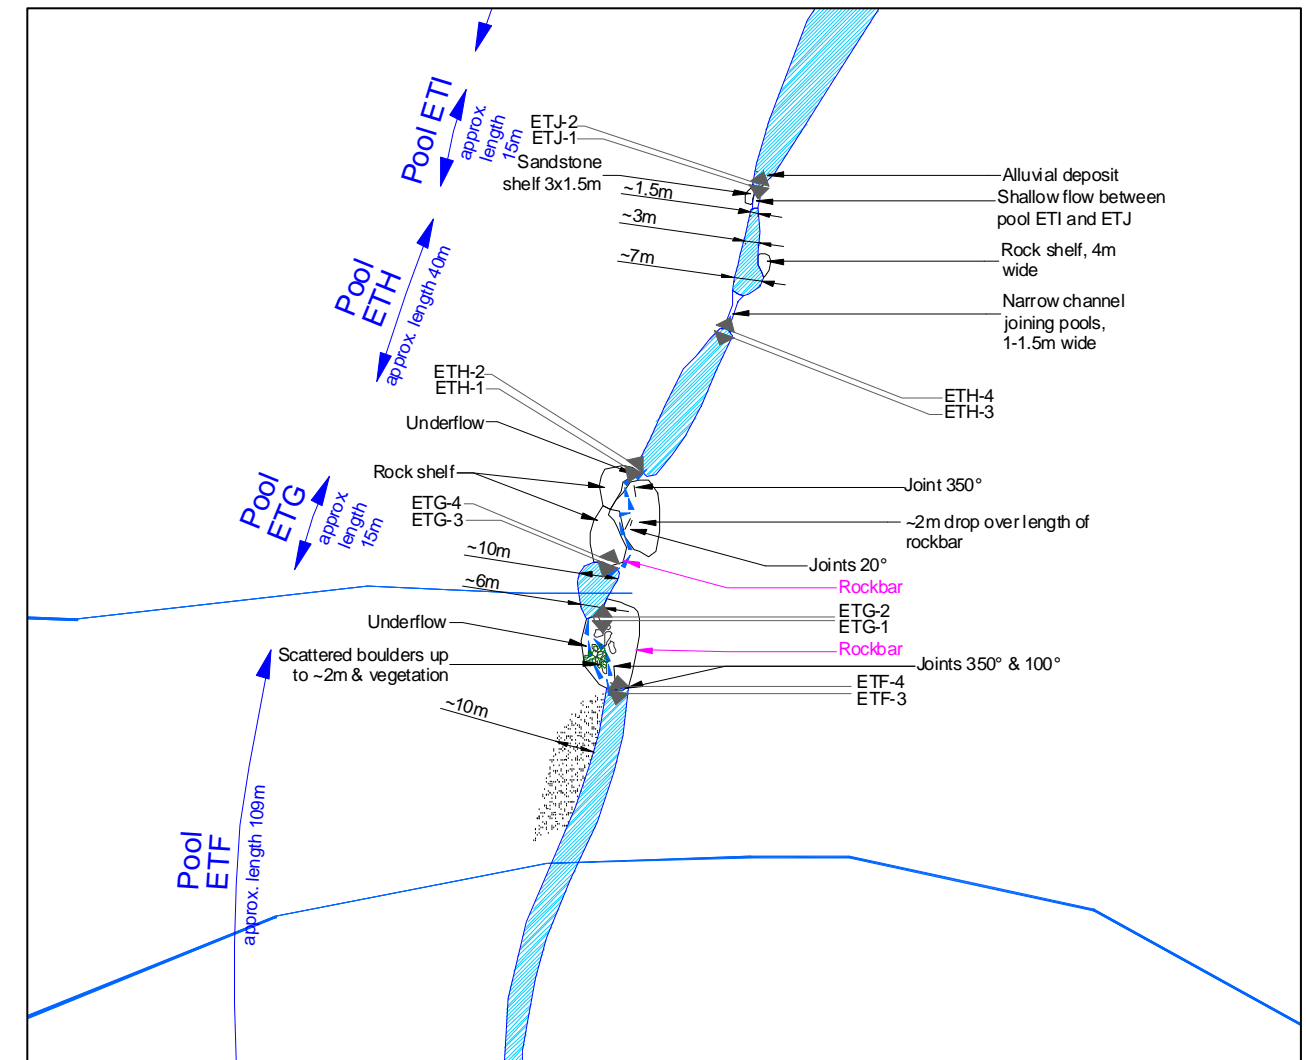 Pool ETI
approx.
length
15m
ETJ-2
ETJ-1
Sandstone
shelf 3x1.5m
~1.5m
~3m
~7m
Alluvial deposit
Shallow flow between
pool ETI and ETJ
Rock shelf, 4m
wide
Narrow channel
joining pools,
1-1.5m wide
Pool
ETH
approx. length 40m
ETH-2
ETH-1
Underflow
ETH-4
ETH-3
Rock shelf
ETG-4
ETG-3
Joint 350°
~2m drop over length of
rockbar
Joints 20°
Rockbar
Pool
ETG
approx
length
15m
~10m
~6m
ETG-2
ETG-1
Rockbar
Underflow
Scattered boulders up
to ~2m & vegetation
Joints 350° & 100°
ETF-4
ETF-3
~10m
Pool
ETF
approx. length 109m